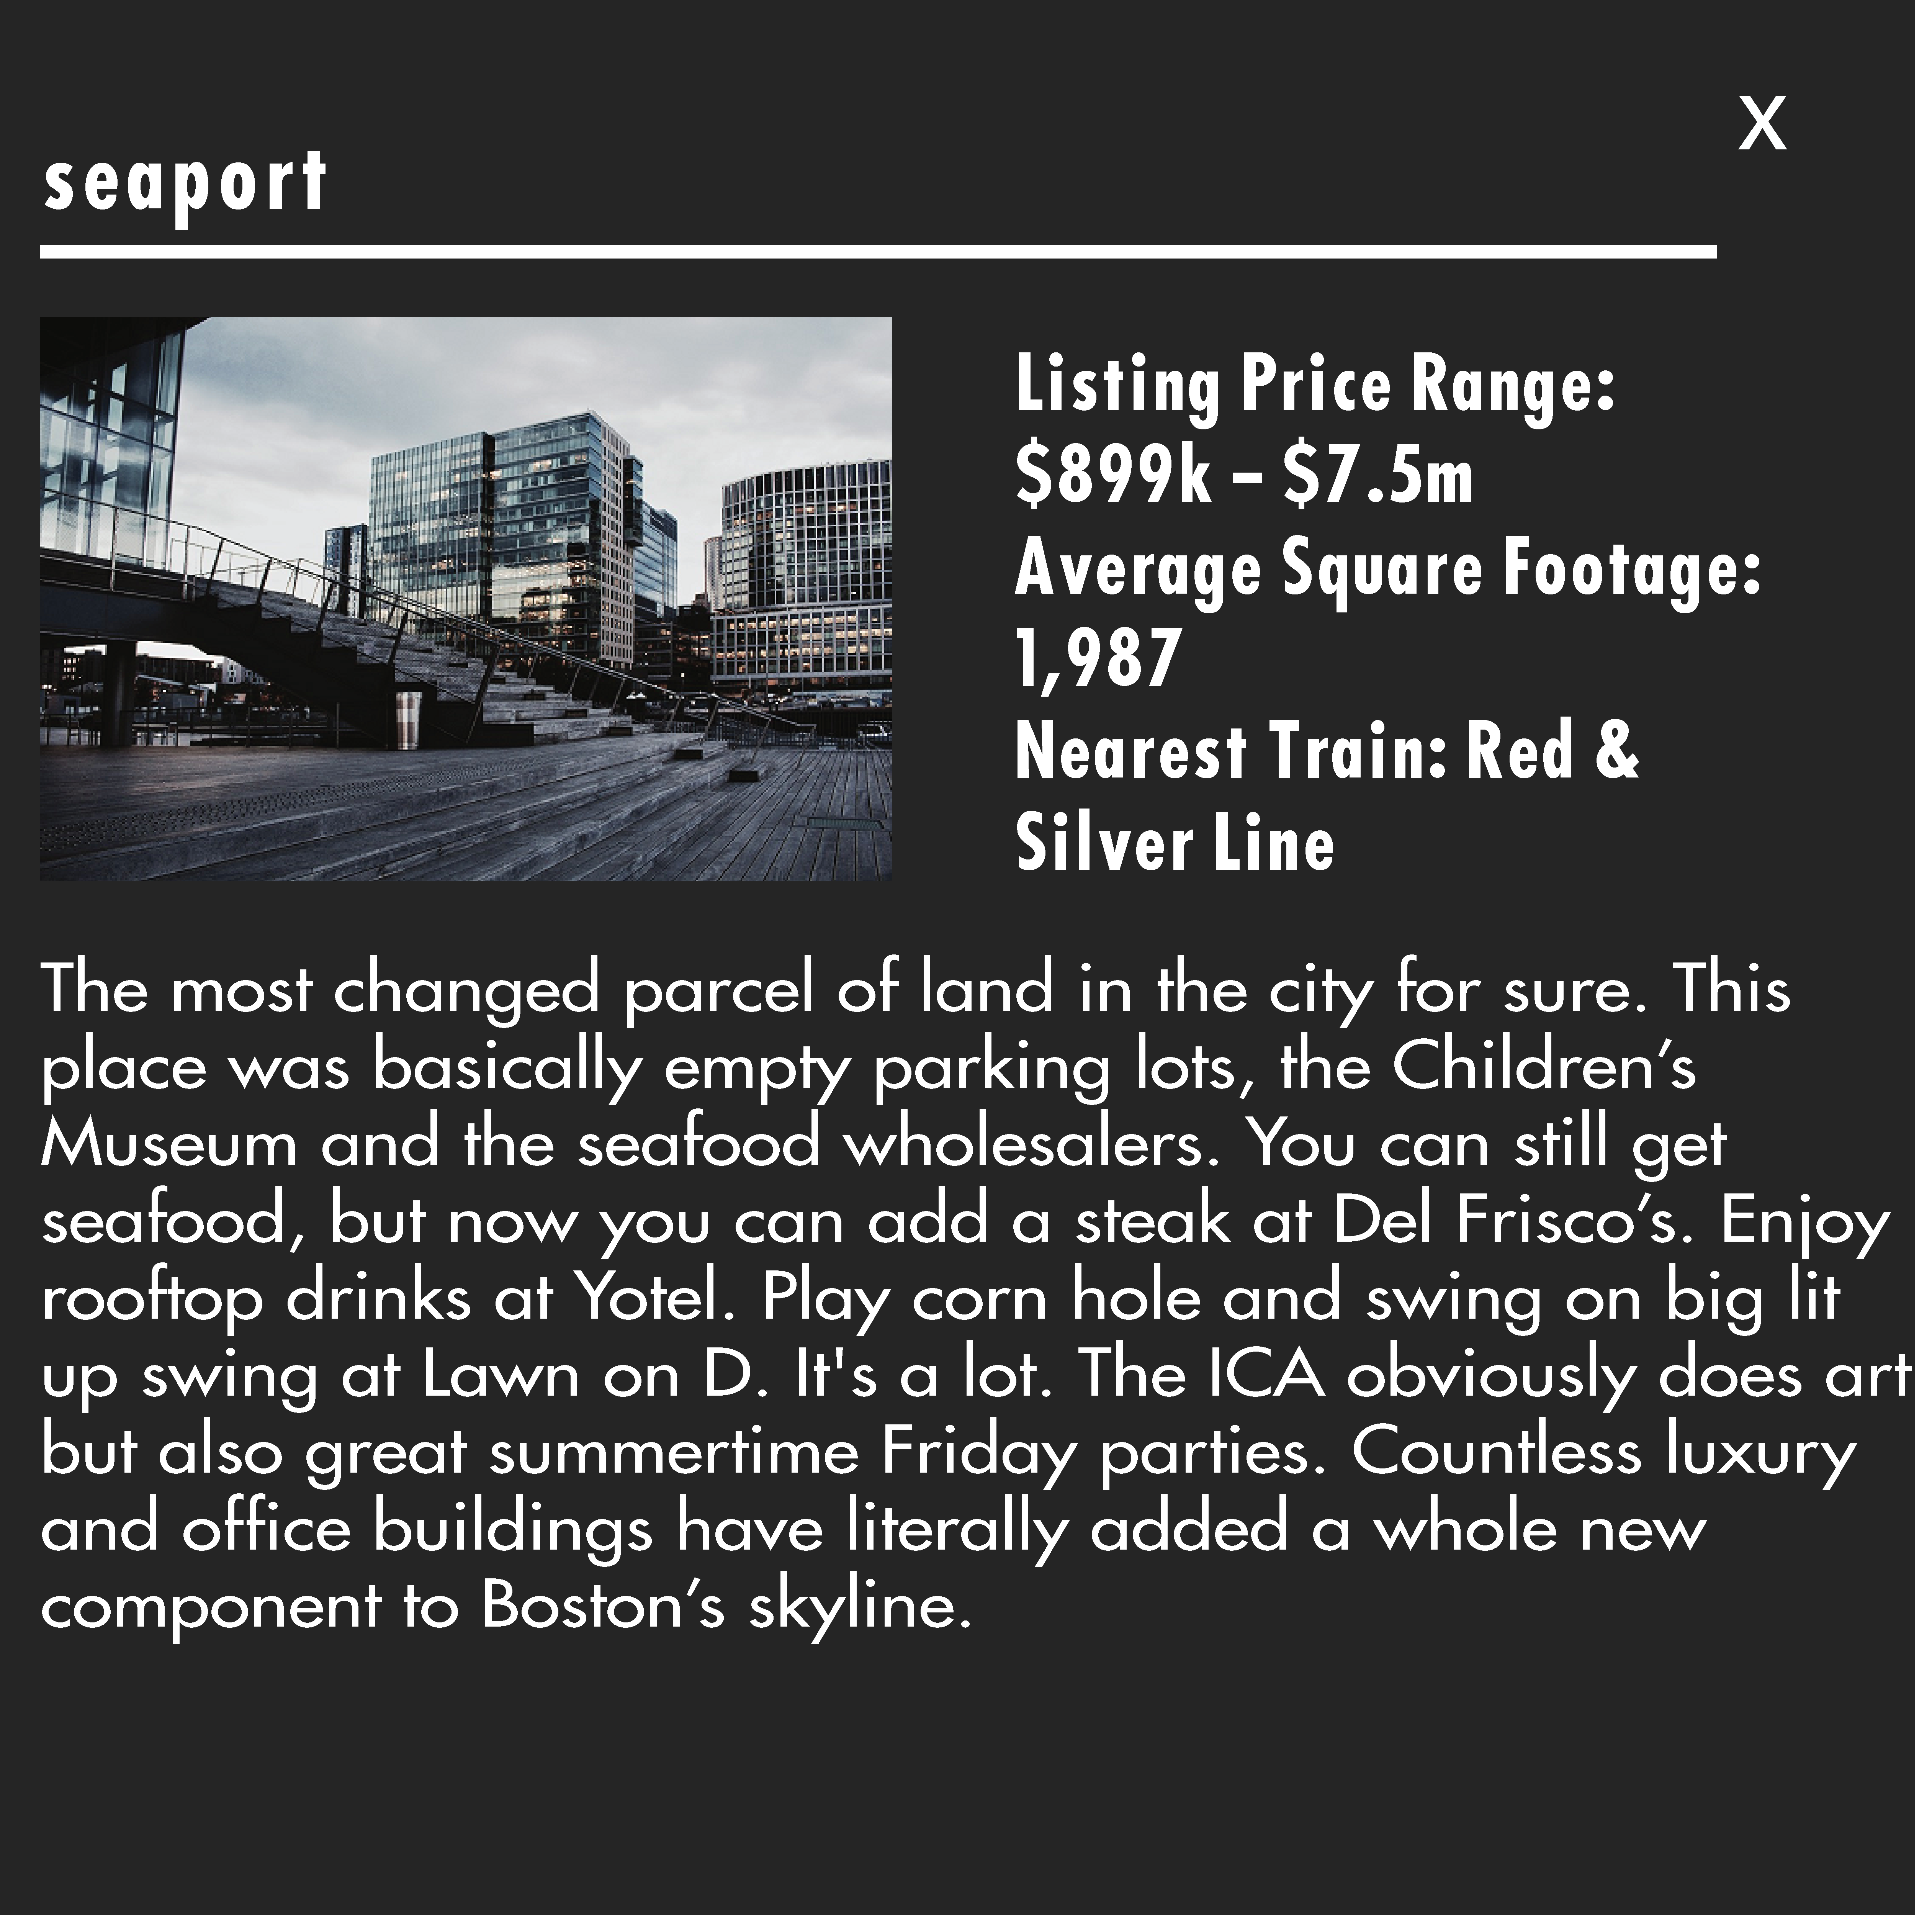 X
seaport
Listing Price Range:
$899k – $7.5m
Average Square Footage:
1,987
Nearest Train: Red &
Silver Line
The most changed parcel of land in the city for sure. This
place was basically empty parking lots, the Children’s
Museum and the seafood wholesalers. You can still get
seafood, but now you can add a steak at Del Frisco’s. Enjoy
rooftop drinks at Yotel. Play corn hole and swing on big lit
up swing at Lawn on D. It's a lot. The ICA obviously does art
but also great summertime Friday parties. Countless luxury
and office buildings have literally added a whole new
component to Boston’s skyline.